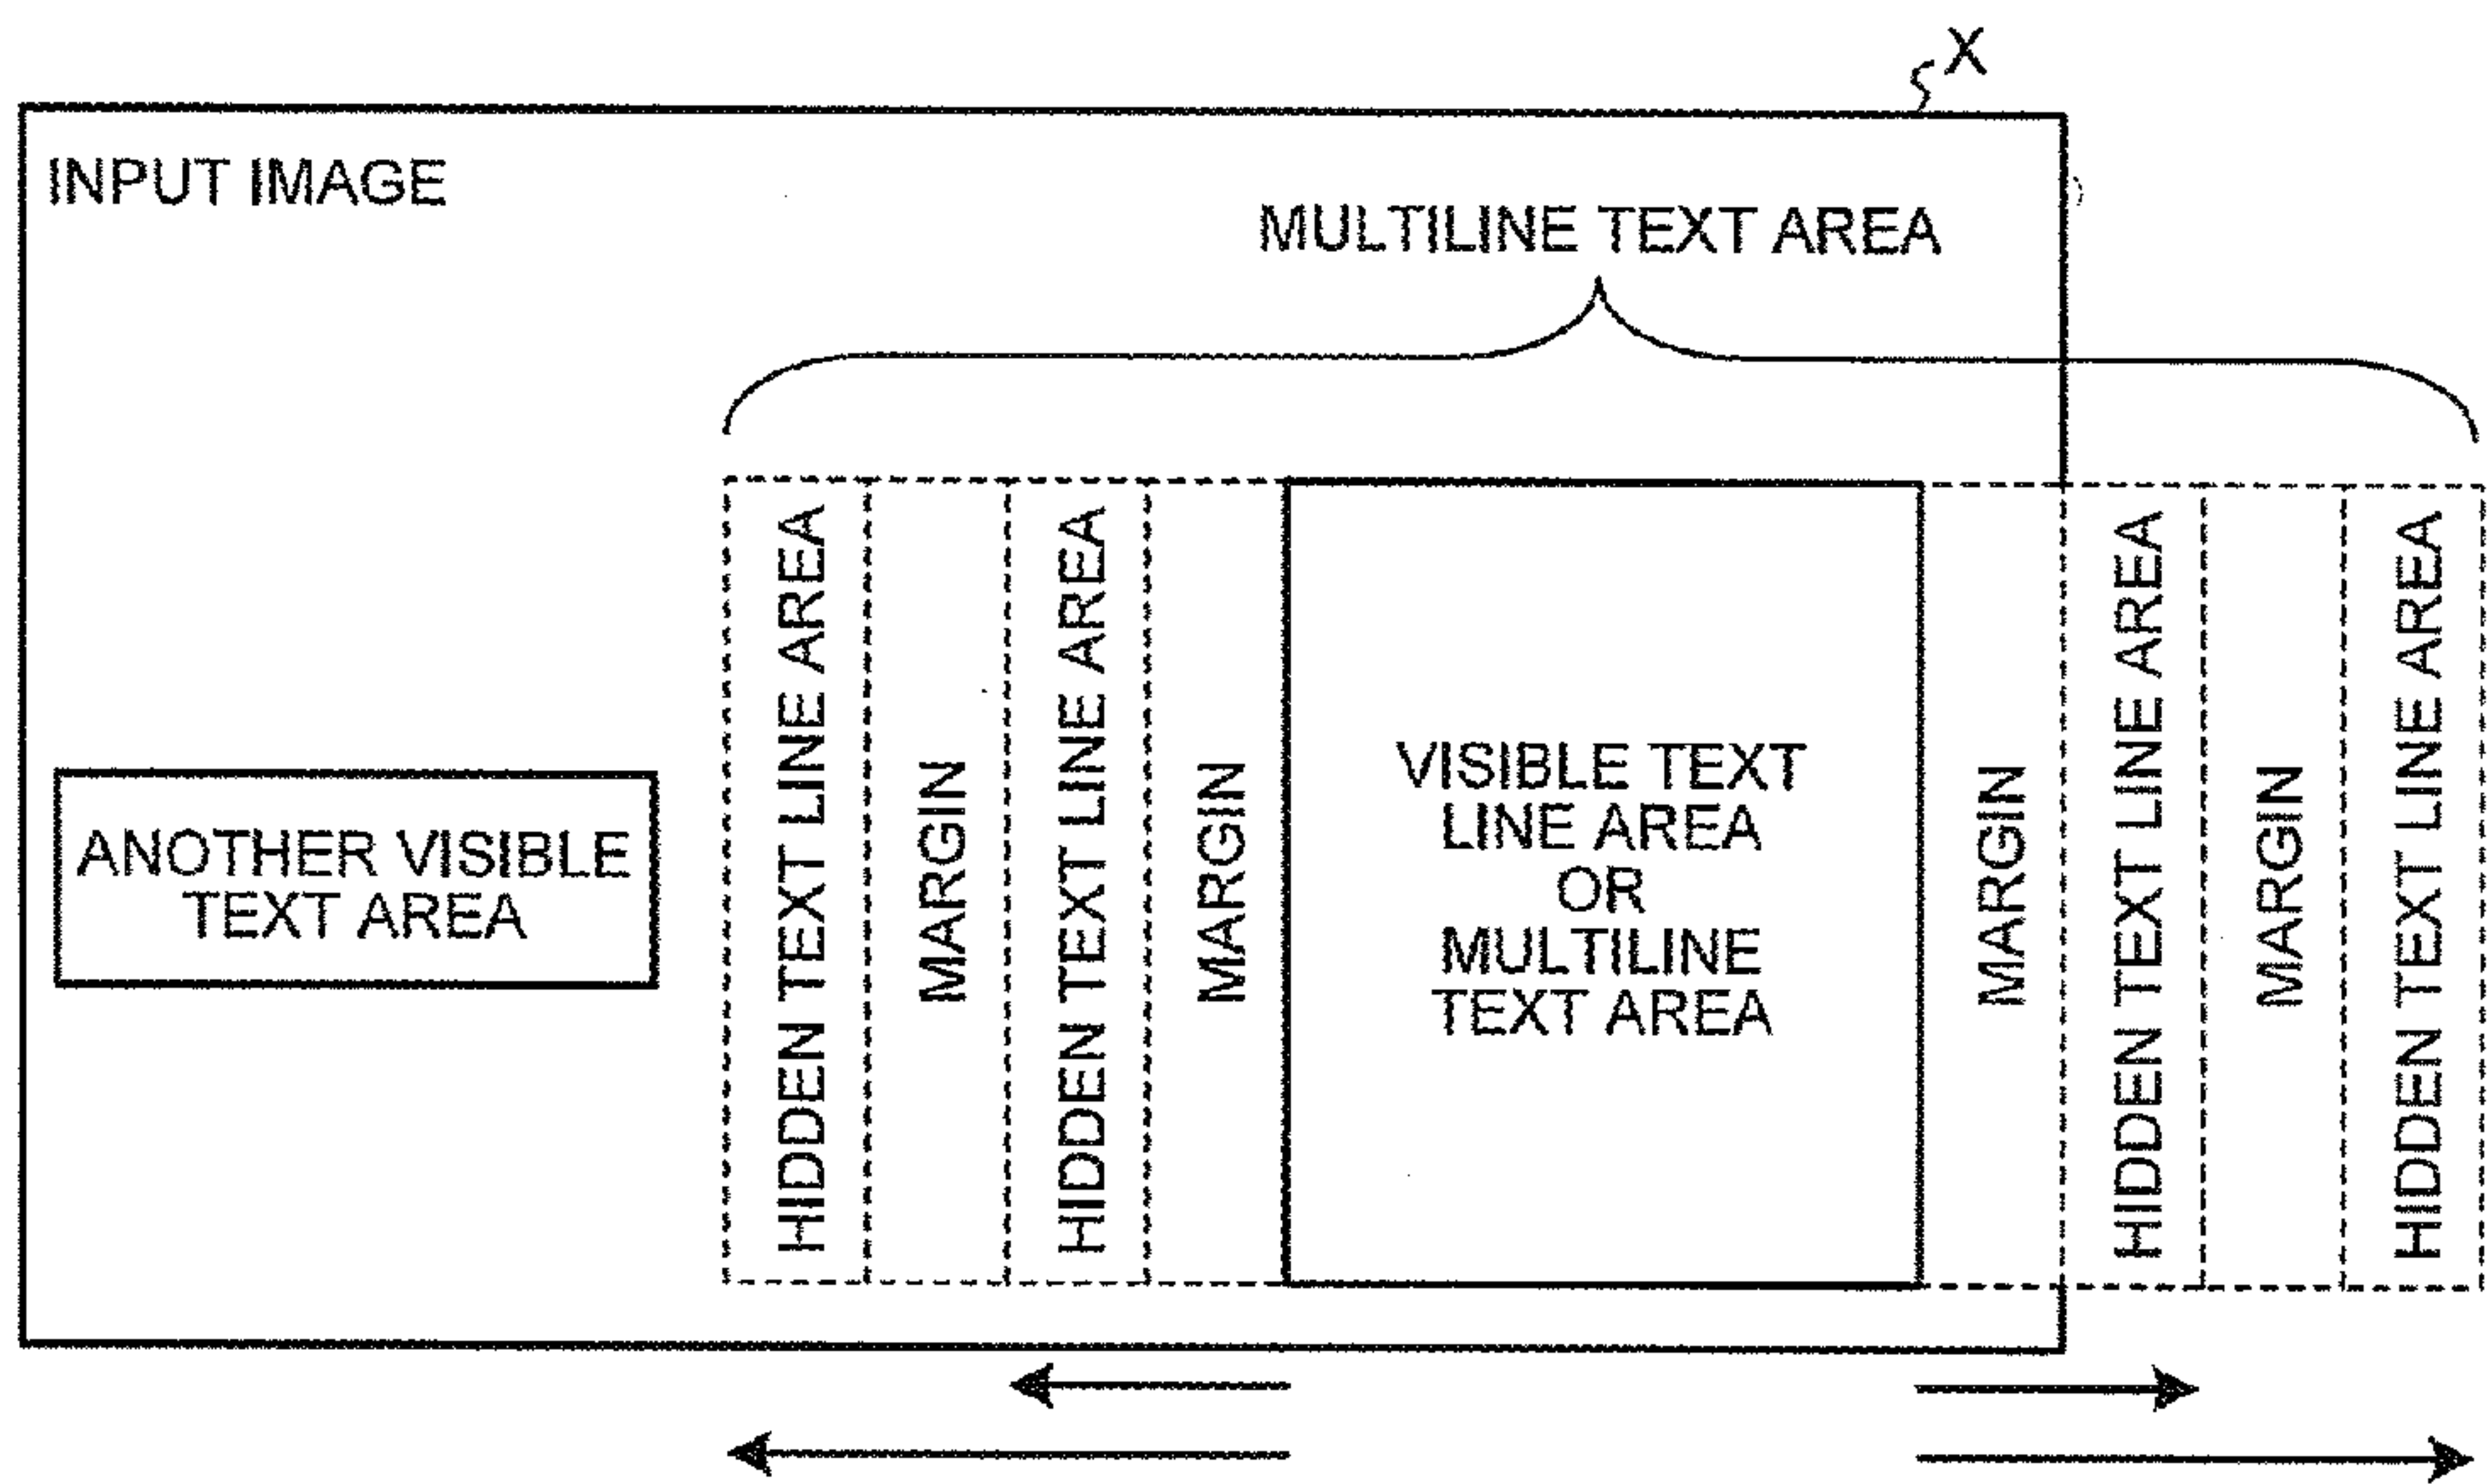 X
INPUT IMAGE
MULTILINE TEXT AREA
ANOTHER VISIBLE
TEXT AREA
HIDDEN TEXT LINE AREA
MARGIN
HIDDEN TEXT LINE AREA
MARGIN
VISIBLE TEXT
LINE AREA
OR
MULTILINE
TEXT AREA
MARGIN
HIDDEN TEXT LINE AREA
MARGIN
HIDDEN TEXT LINE AREA